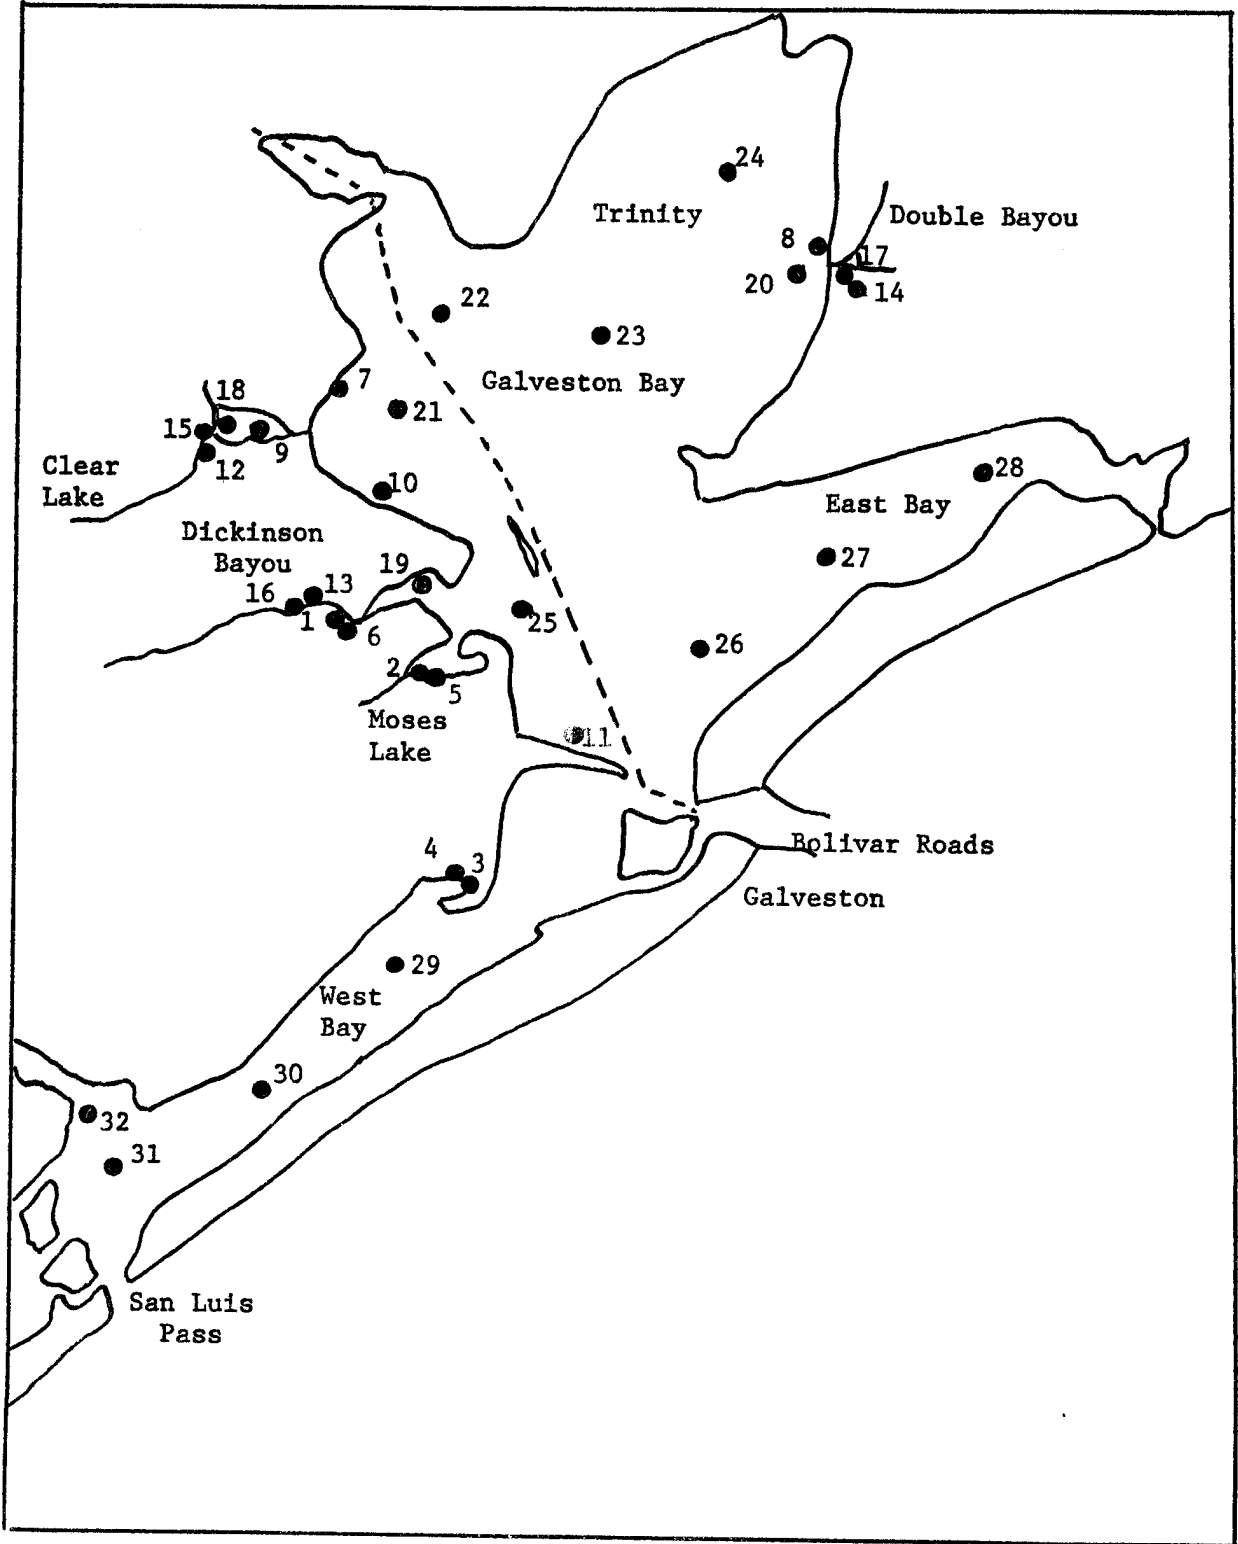 24
Trinity
Double Bayou
8
17
20
14
22
23
7
Galveston Bay
18
21
15
9
12
Clear
Lake
10
28
East Bay
Dickinson
Bayou
19
27
13
16
1
25
6
26
2
5
Moses
Lake
11
Bolivar Roads
4
3
Galveston
29
West
Bay
30
32
31
San Luis
Pass